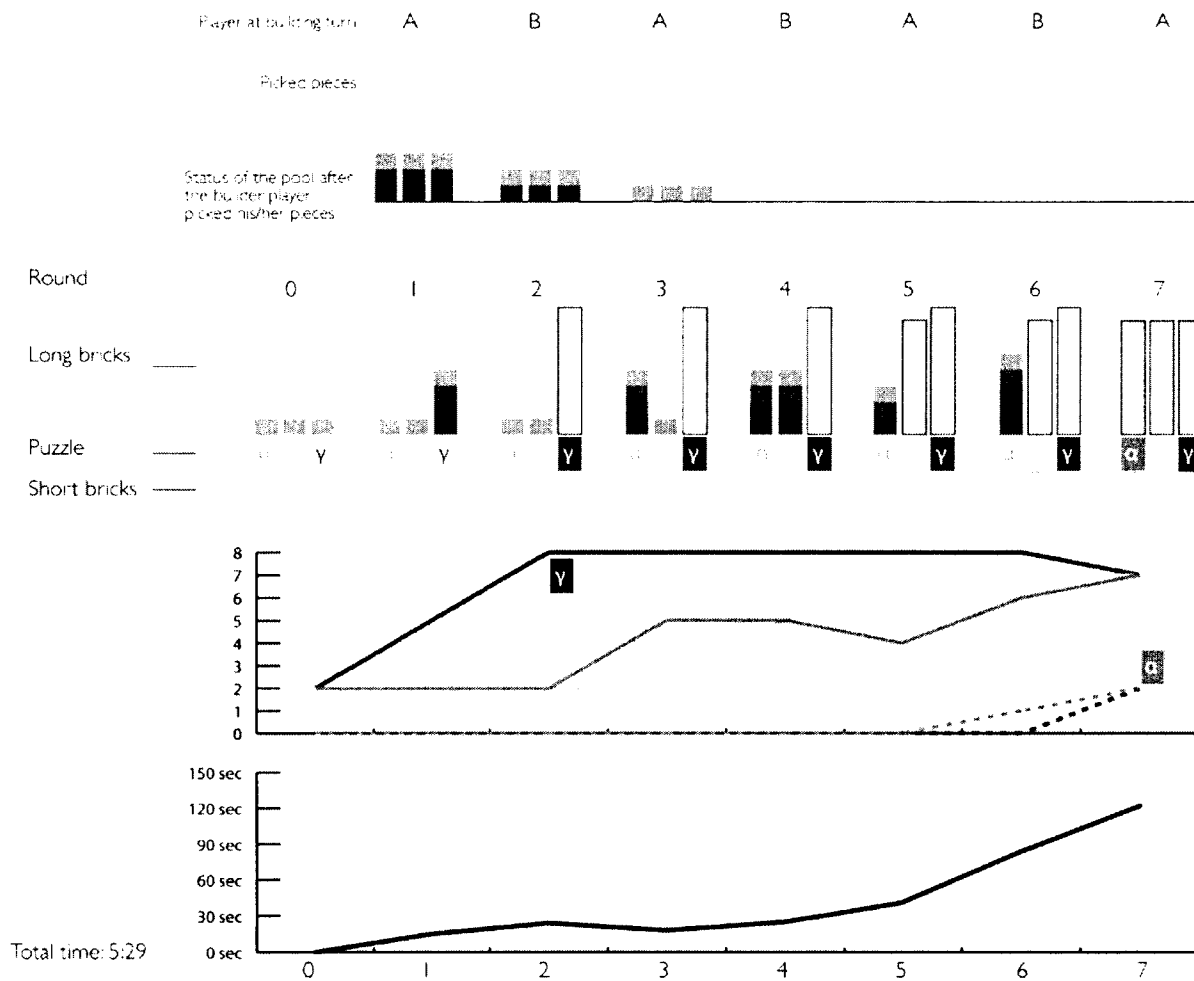 Player at building turn A B A B A B A
Picked pieces
Status of the pool after
the builder player
picked his/her pieces
Round
0 1 2 3 4 5 6 7
Long bricks
Puzzle
γ γ γ γ γ γ γ α γ
Short bricks
8
7
6
5
4
3
2
1
0
γ
α
150 sec
120 sec
90 sec
60 sec
30 sec
0 sec
Total time: 5:29
0 1 2 3 4 5 6 7